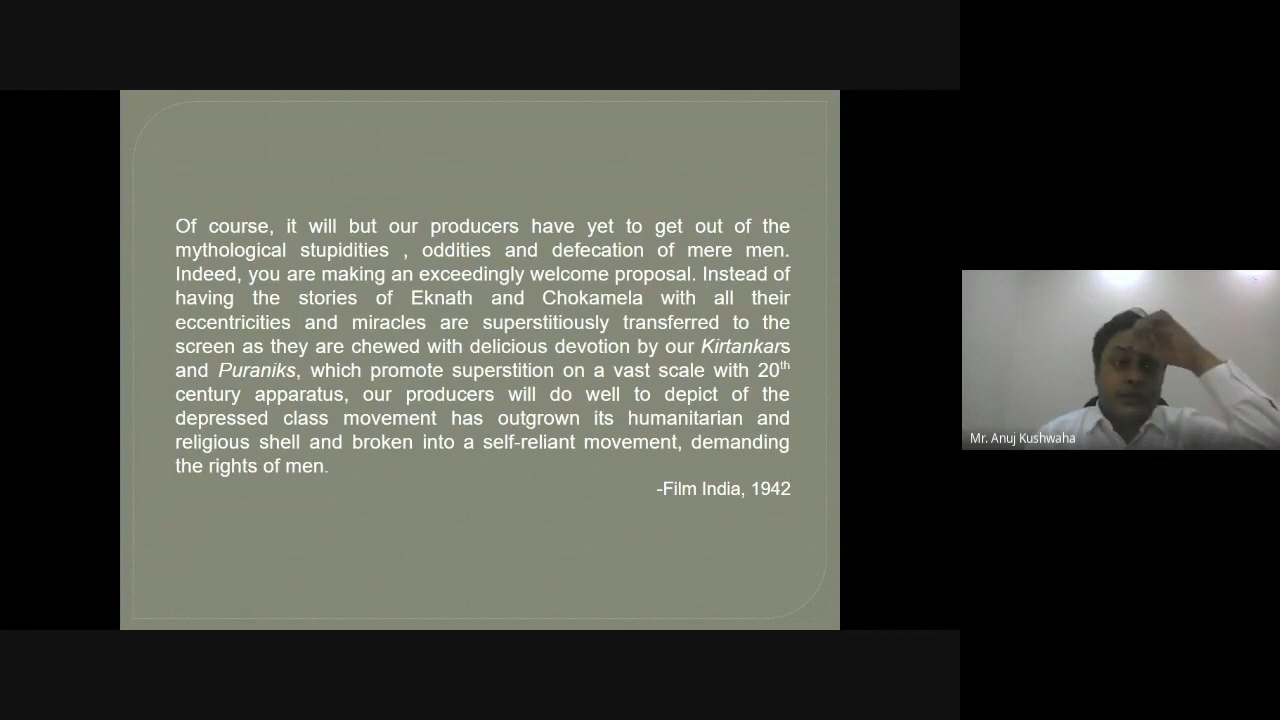 Of course, it will but our producers have yet to get out of the
mythological stupidities , oddities and defecation of mere men.
Indeed, you are making an exceedingly welcome proposal. Instead of
having the stories of Eknath and Chokamela with all their
eccentricities and miracles are superstitiously transferred to the
screen as they are chewed with delicious devotion by our Kirtankars
and Puraniks, which promote superstition on a vast scale with 20th
century apparatus, our producers will do well to depict of the
depressed class movement has outgrown its humanitarian and
religious shell and broken into a self-reliant movement, demanding
the rights of men.
-Film India, 1942
Mr. Anuj Kushwaha